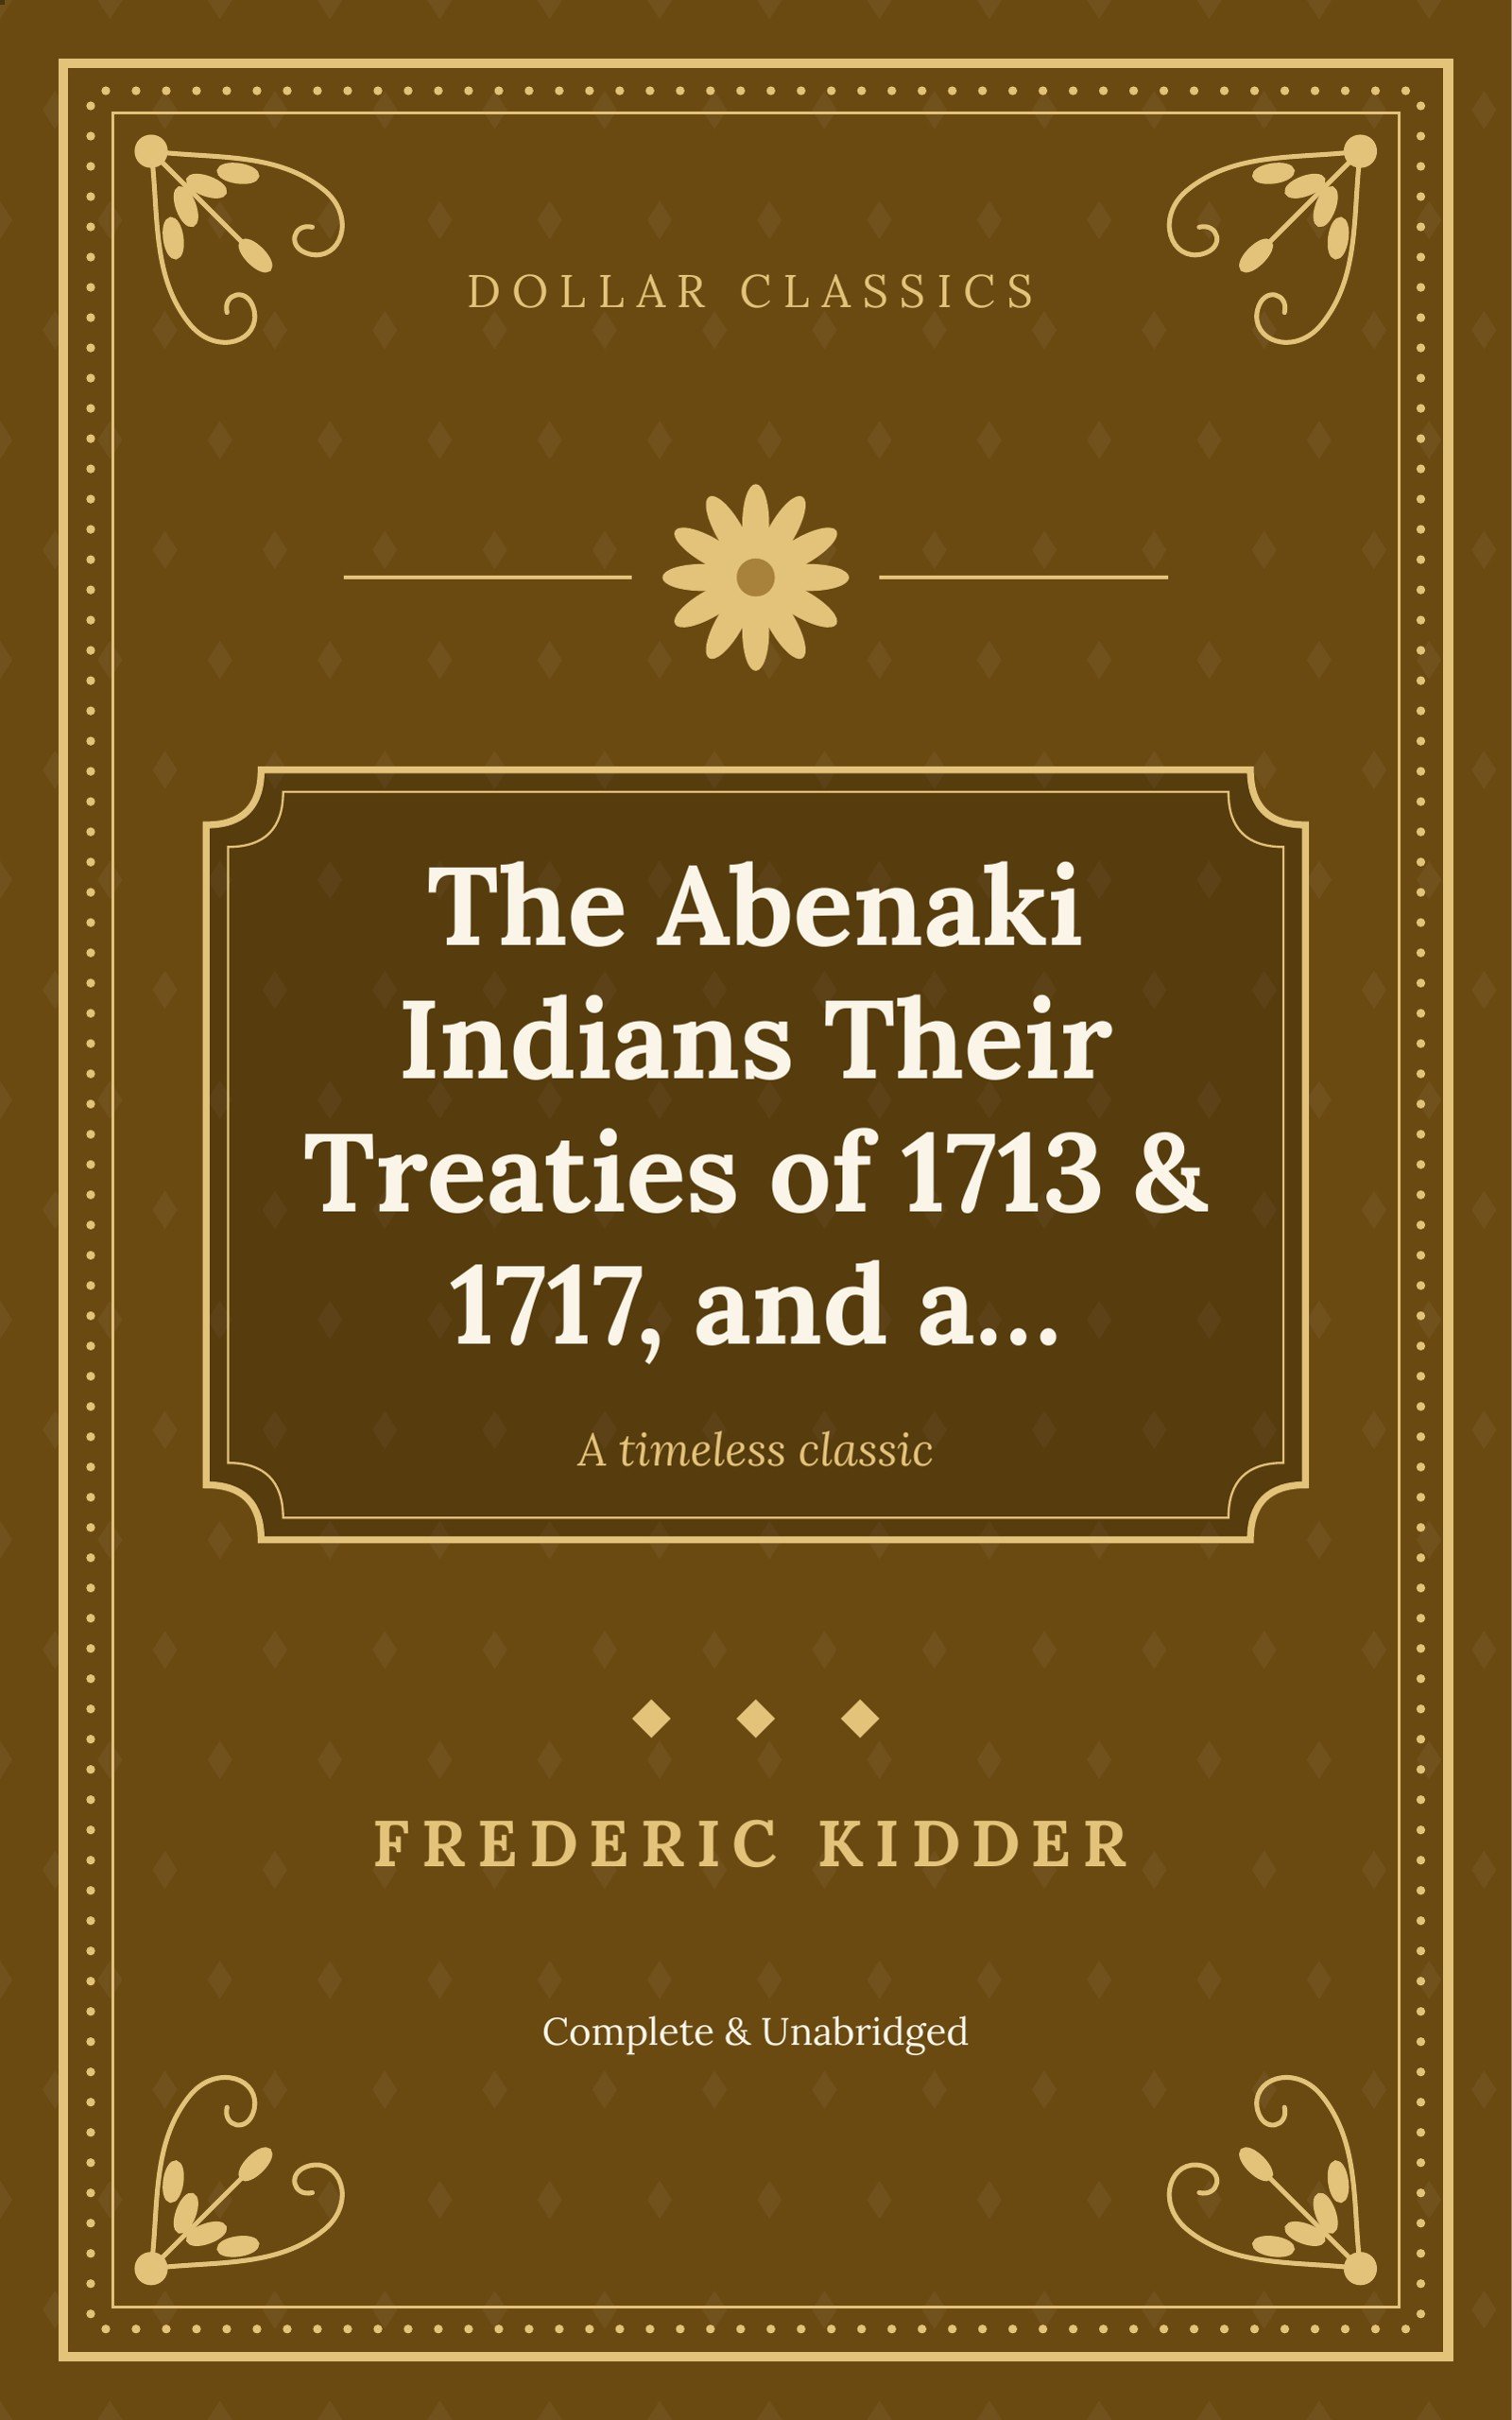 DOLLAR CLASSICS
The Abenaki
Indians Their
Treaties of 1713 &
1717, and a...
A timeless classic
FREDERIC KIDDER
Complete & Unabridged